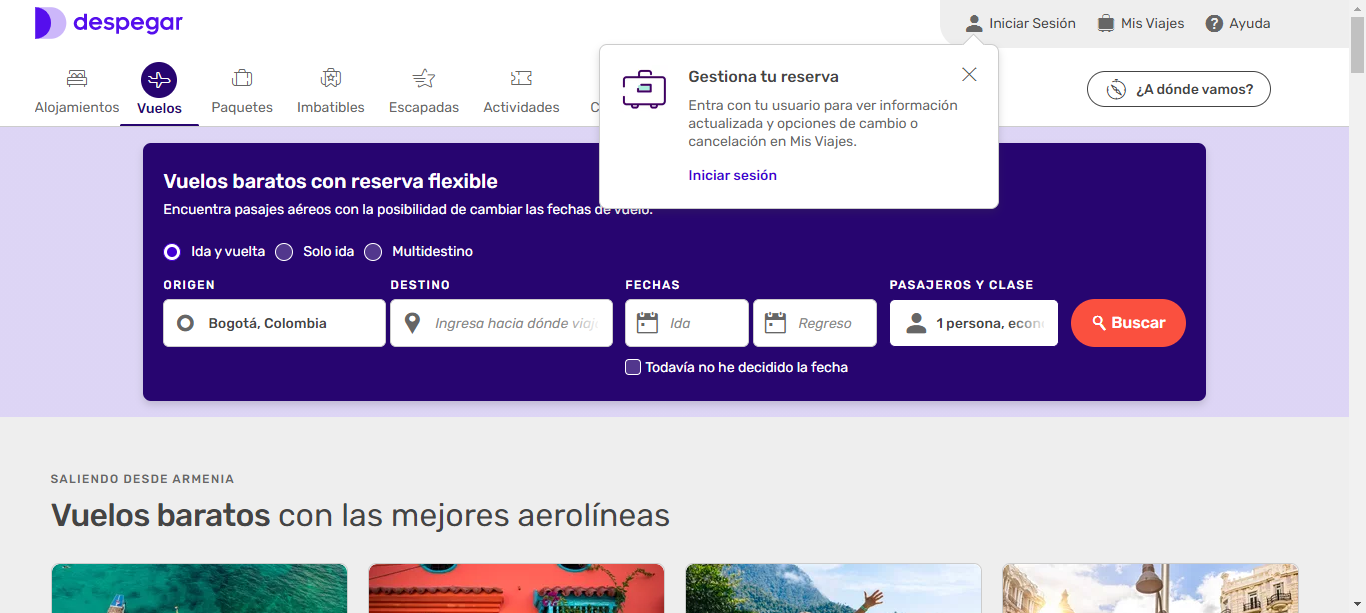 despegar
Iniciar Sesión
Mis Viajes
Ayuda
Alojamientos
Vuelos
Paquetes
Imbatibles
Escapadas
Actividades
¿A dónde vamos?
Gestiona tu reserva
Entra con tu usuario para ver información
actualizada y opciones de cambio o
cancelación en Mis Viajes.
Iniciar sesión
Vuelos baratos con reserva flexible
Encuentra pasajes aéreos con la posibilidad de cambiar las fechas de vuelo.
Ida y vuelta
Solo ida
Multidestino
ORIGEN
DESTINO
FECHAS
PASAJEROS Y CLASE
Bogotá, Colombia
Ingresa hacia dónde viaj
Ida
Regreso
1 persona, econ
Buscar
Todavía no he decidido la fecha
SALIENDO DESDE ARMENIA
Vuelos baratos con las mejores aerolíneas